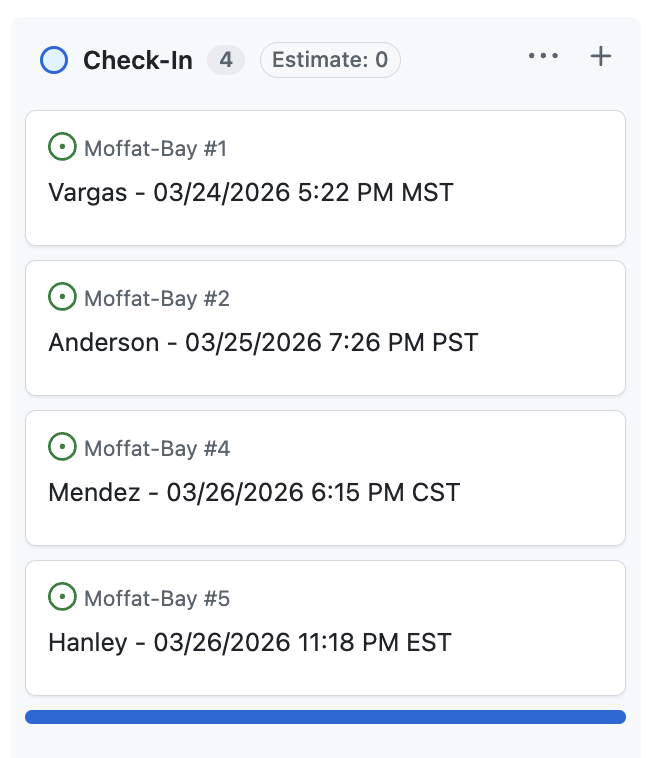 Check-In 4 Estimate: 0
Moffat-Bay #1
Vargas - 03/24/2026 5:22 PM MST
Moffat-Bay #2
Anderson - 03/25/2026 7:26 PM PST
Moffat-Bay #4
Mendez - 03/26/2026 6:15 PM CST
Moffat-Bay #5
Hanley - 03/26/2026 11:18 PM EST